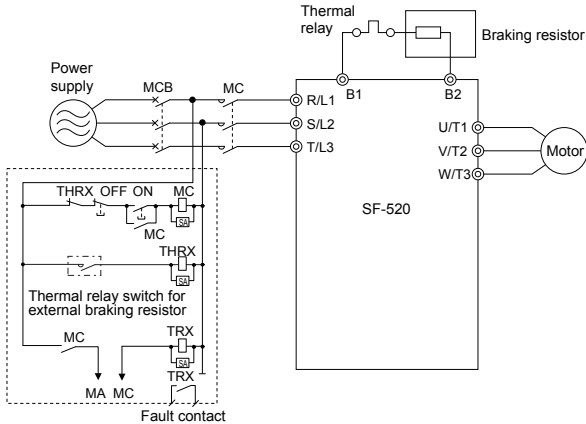 Thermal
relay
Braking resistor
B1
B2
Power
supply
MCB
MC
R/L1
S/L2
T/L3
U/T1
V/T2
W/T3
Motor
SF-520
THRX
OFF
ON
MC
SA
MC
THRX
SA
Thermal relay switch for
external braking resistor
MC
TRX
SA
MA
MC
TRX
Fault contact